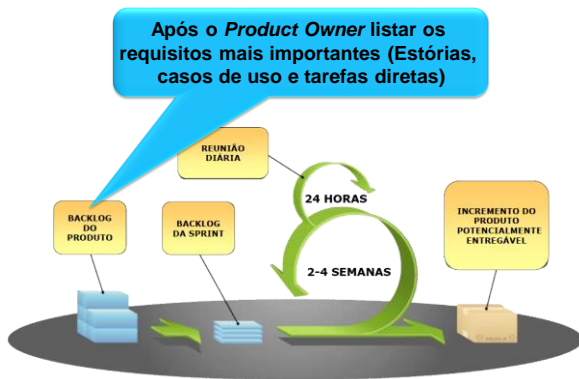 Após o Product Owner listar os
requisitos mais importantes (Estórias,
casos de uso e tarefas diretas)
REUNIÃO
DIÁRIA
24 HORAS
BACKLOG
DO
PRODUTO
BACKLOG
DA SPRINT
INCREMENTO DO
PRODUTO
POTENCIALMENTE
ENTREGÁVEL
2-4 SEMANAS